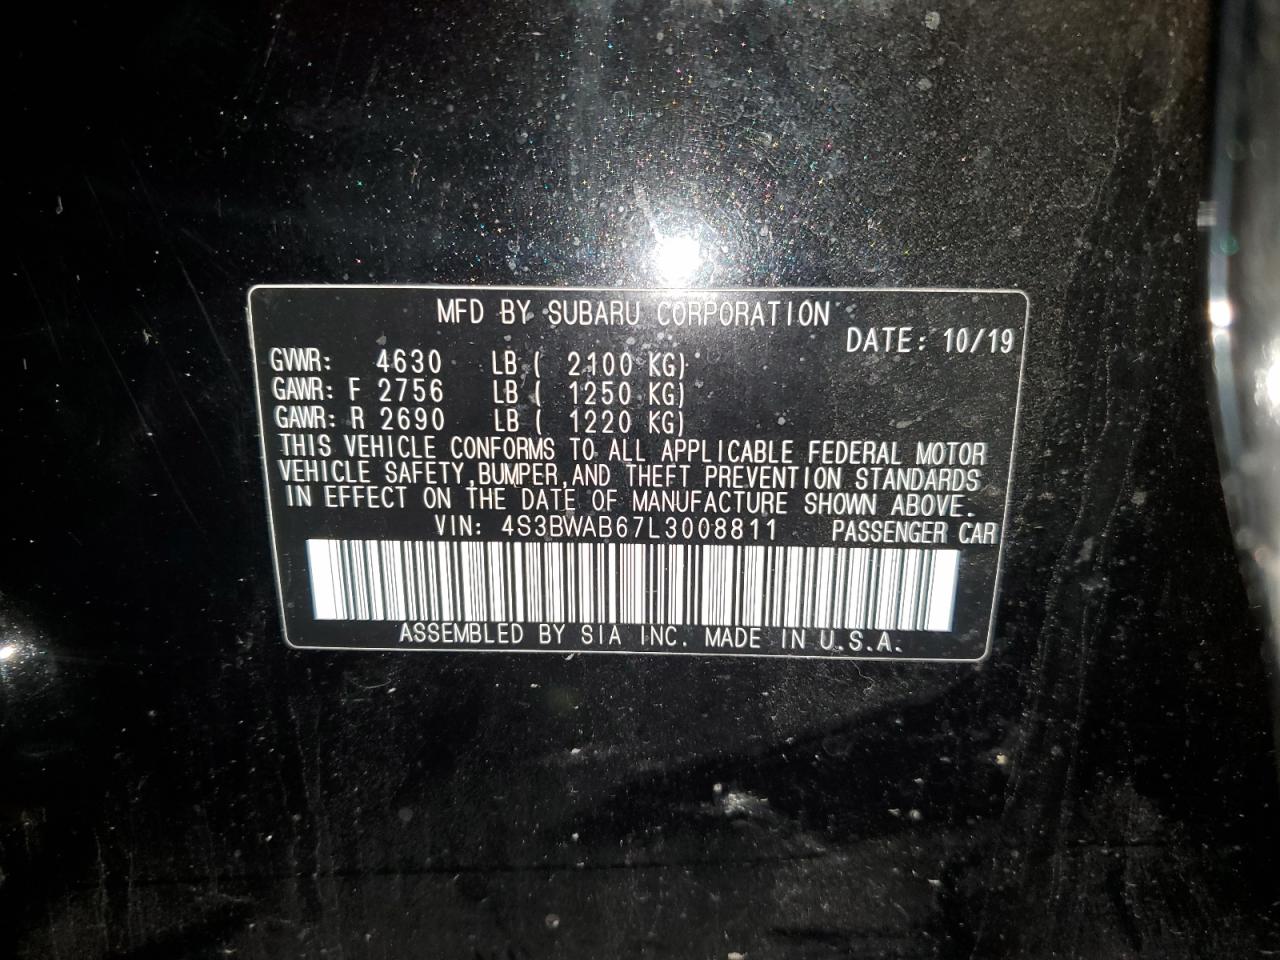 MFD BY SUBARU CORPORATION
DATE: 10/19
GVWR: 4630 LB ( 2100 KG)
GAWR: F 2756 LB ( 1250 KG)
GAWR: R 2690 LB ( 1220 KG)
THIS VEHICLE CONFORMS TO ALL APPLICABLE FEDERAL MOTOR
VEHICLE SAFETY,BUMPER,AND THEFT PREVENTION STANDARDS
IN EFFECT ON THE DATE OF MANUFACTURE SHOWN ABOVE.
VIN: 4S3BWAB67L3008811 PASSENGER CAR
ASSEMBLED BY SIA INC. MADE IN U.S.A.